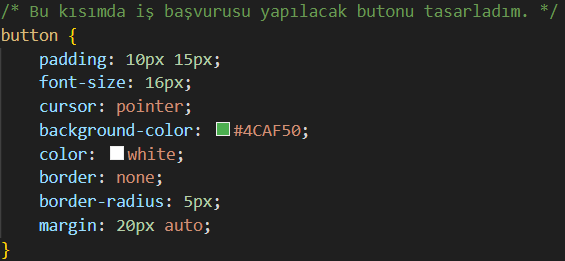 /* Bu kısımda iş başvurusu yapılacak butonu tasarladım. */
button {
    padding: 10px 15px;
    font-size: 16px;
    cursor: pointer;
    background-color: #4CAF50;
    color: white;
    border: none;
    border-radius: 5px;
    margin: 20px auto;
}